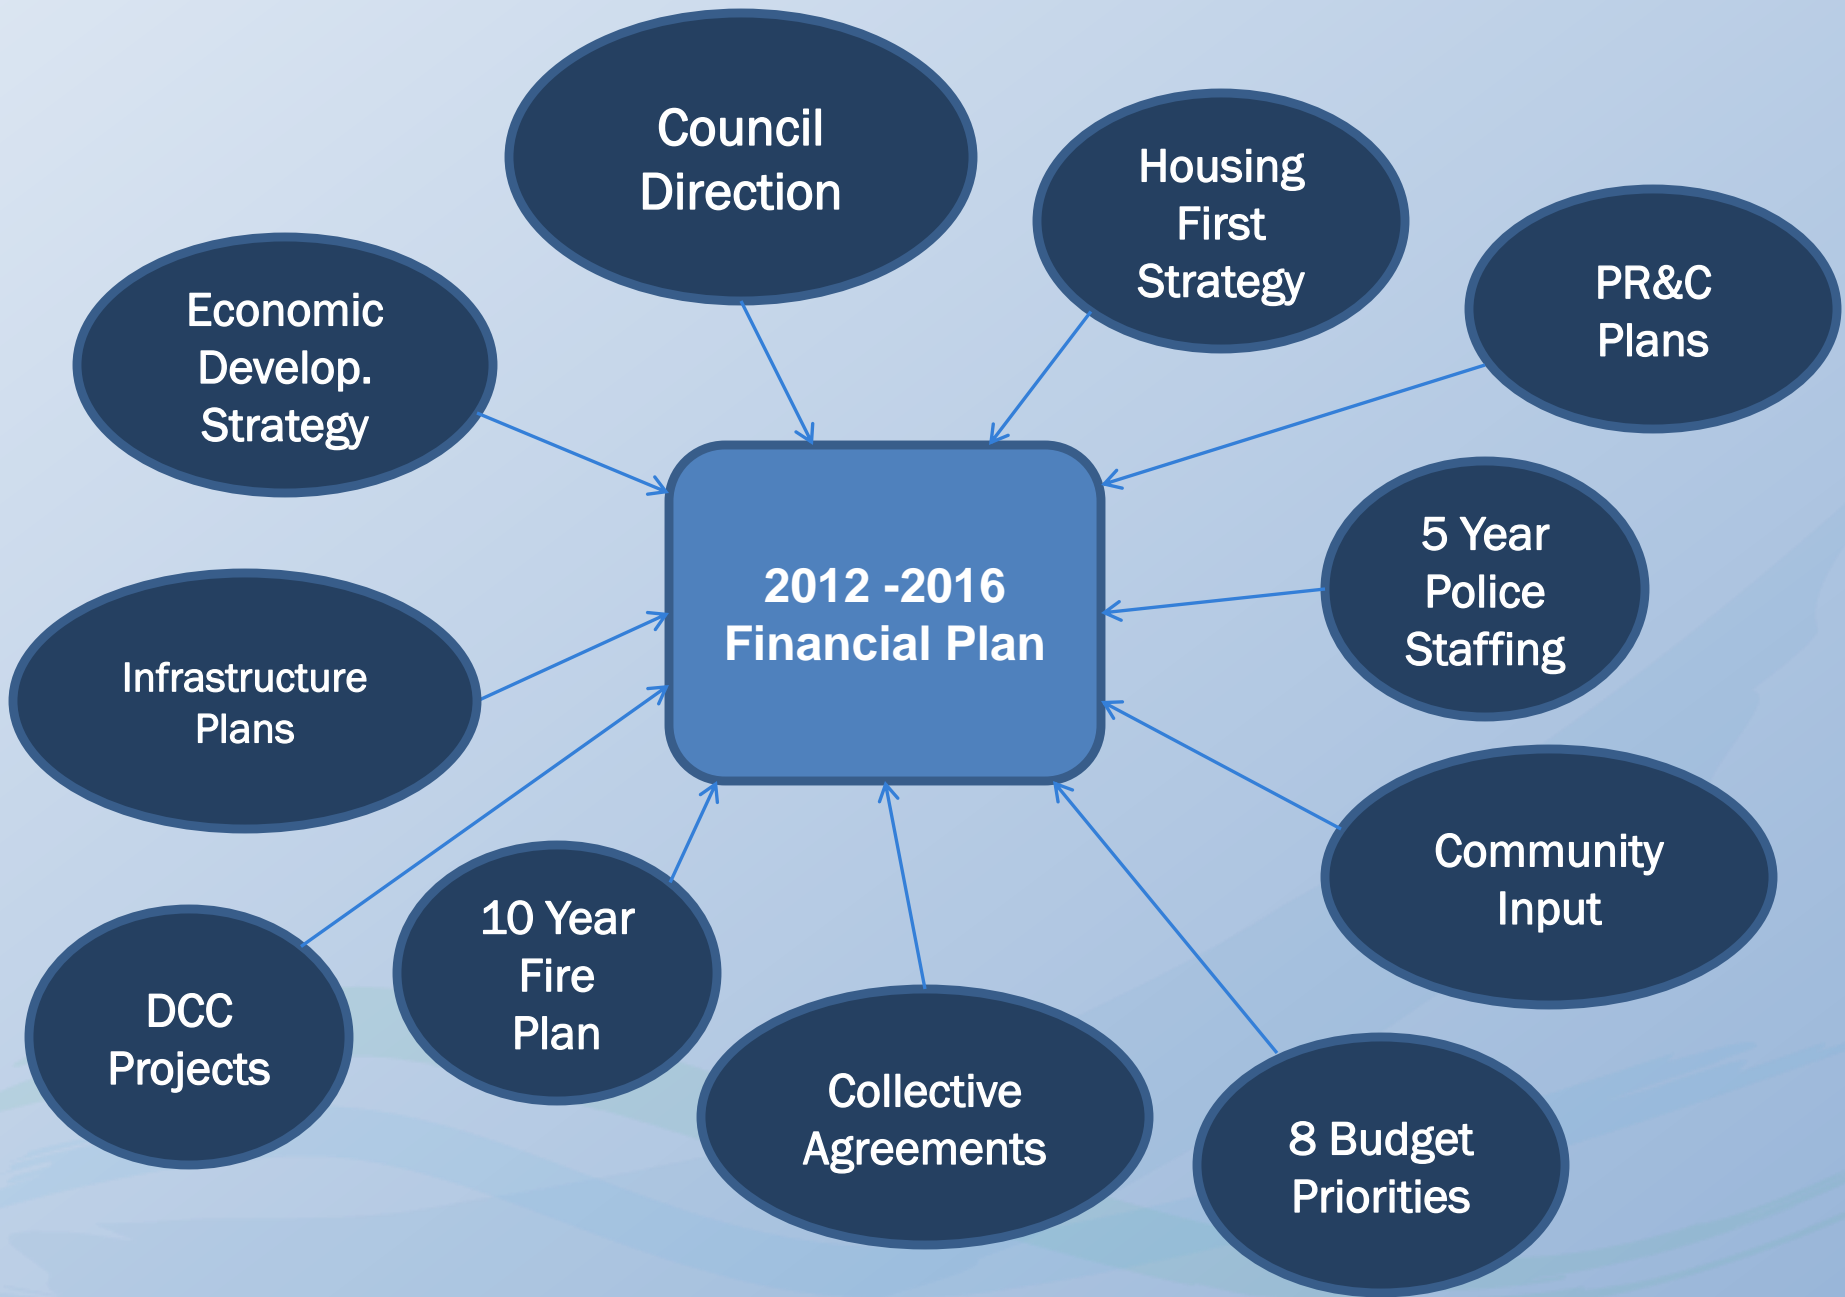 Council
Direction
Housing
First
Strategy
PR&C
Plans
Economic
Develop.
Strategy
2012 -2016
Financial Plan
5 Year
Police
Staffing
Infrastructure
Plans
Community
Input
10 Year
Fire
Plan
DCC
Projects
Collective
Agreements
8 Budget
Priorities